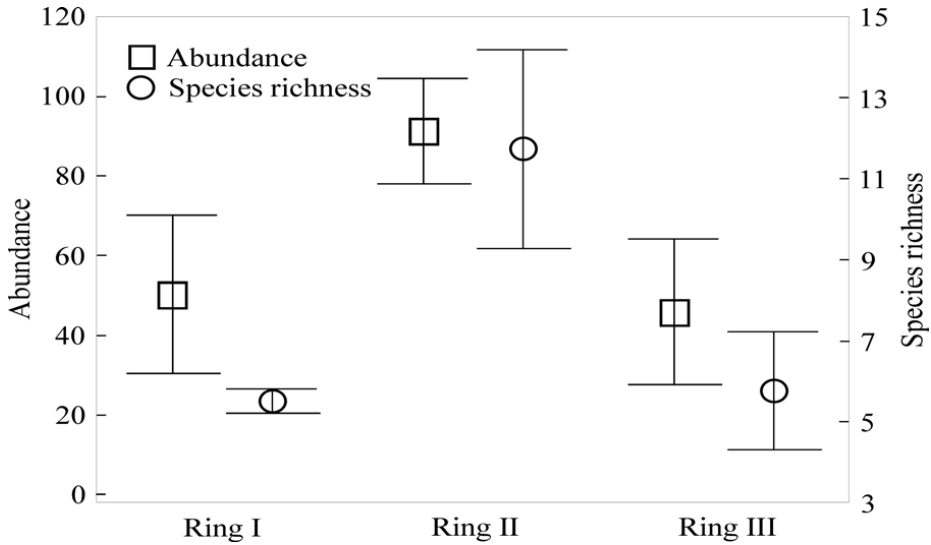 120
100
80
60
40
20
0
Abundance
Abundance
Species richness
15
13
11
9
7
5
3
Species richness
Ring I
Ring II
Ring III